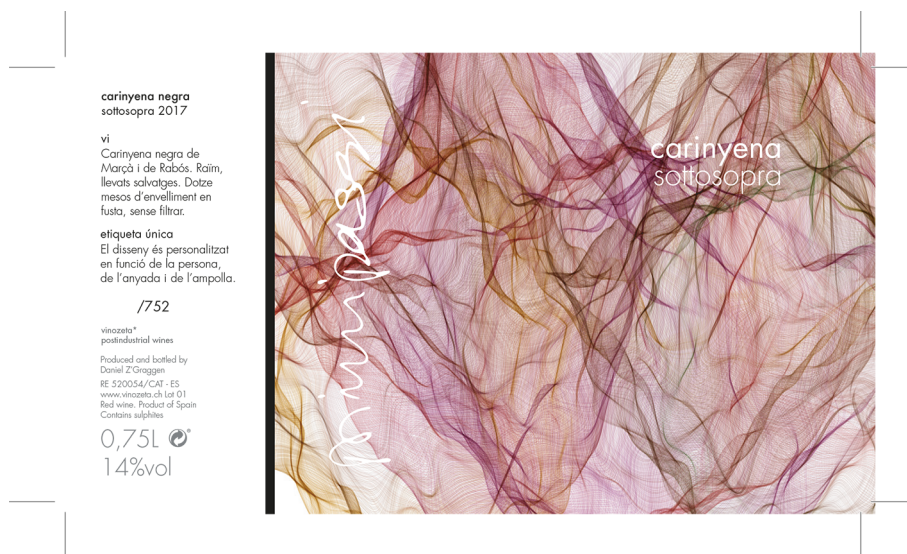 carinyena negra
sottosopra 2017
vi
Carinyena negra de
Marçà i de Rabós. Raïm,
llevats salvatges. Dotze
mesos d'envelliment en
fusta, sense filtrar.
etiqueta única
El disseny és personalitzat
en funció de la persona,
de l'anyada i de l'ampolla.
/752
vinozeta*
postindustrial wines
Produced and bottled by
Daniel Z'Graggen
RE 520054/CAT - ES
www.vinozeta.ch Lot 01
Red wine. Product of Spain
Contains sulphites
0,75L
14%vol
carinyena
sottosopra